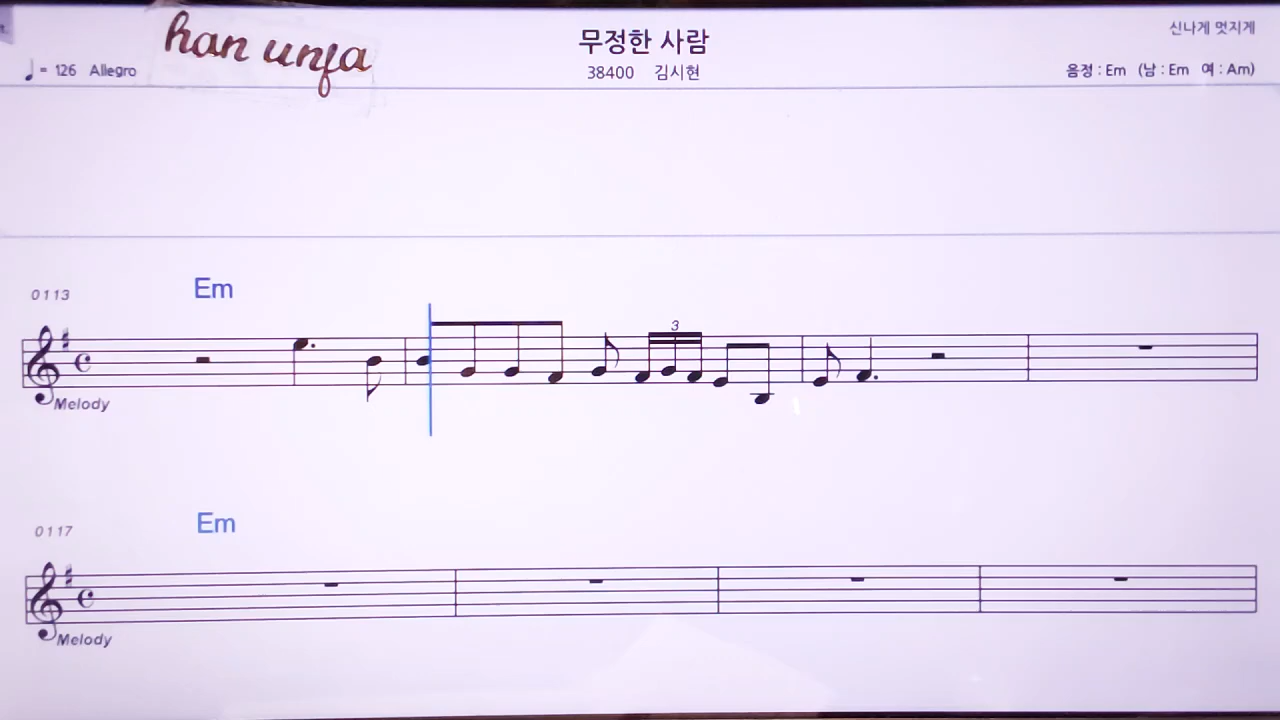 han unja
무정한 사람
신나게 멋지게
♩ = 126 Allegro
38400 김시현
음정 : Em (남 : Em 여 : Am)
0113
Em
3
Melody
0117
Em
Melody